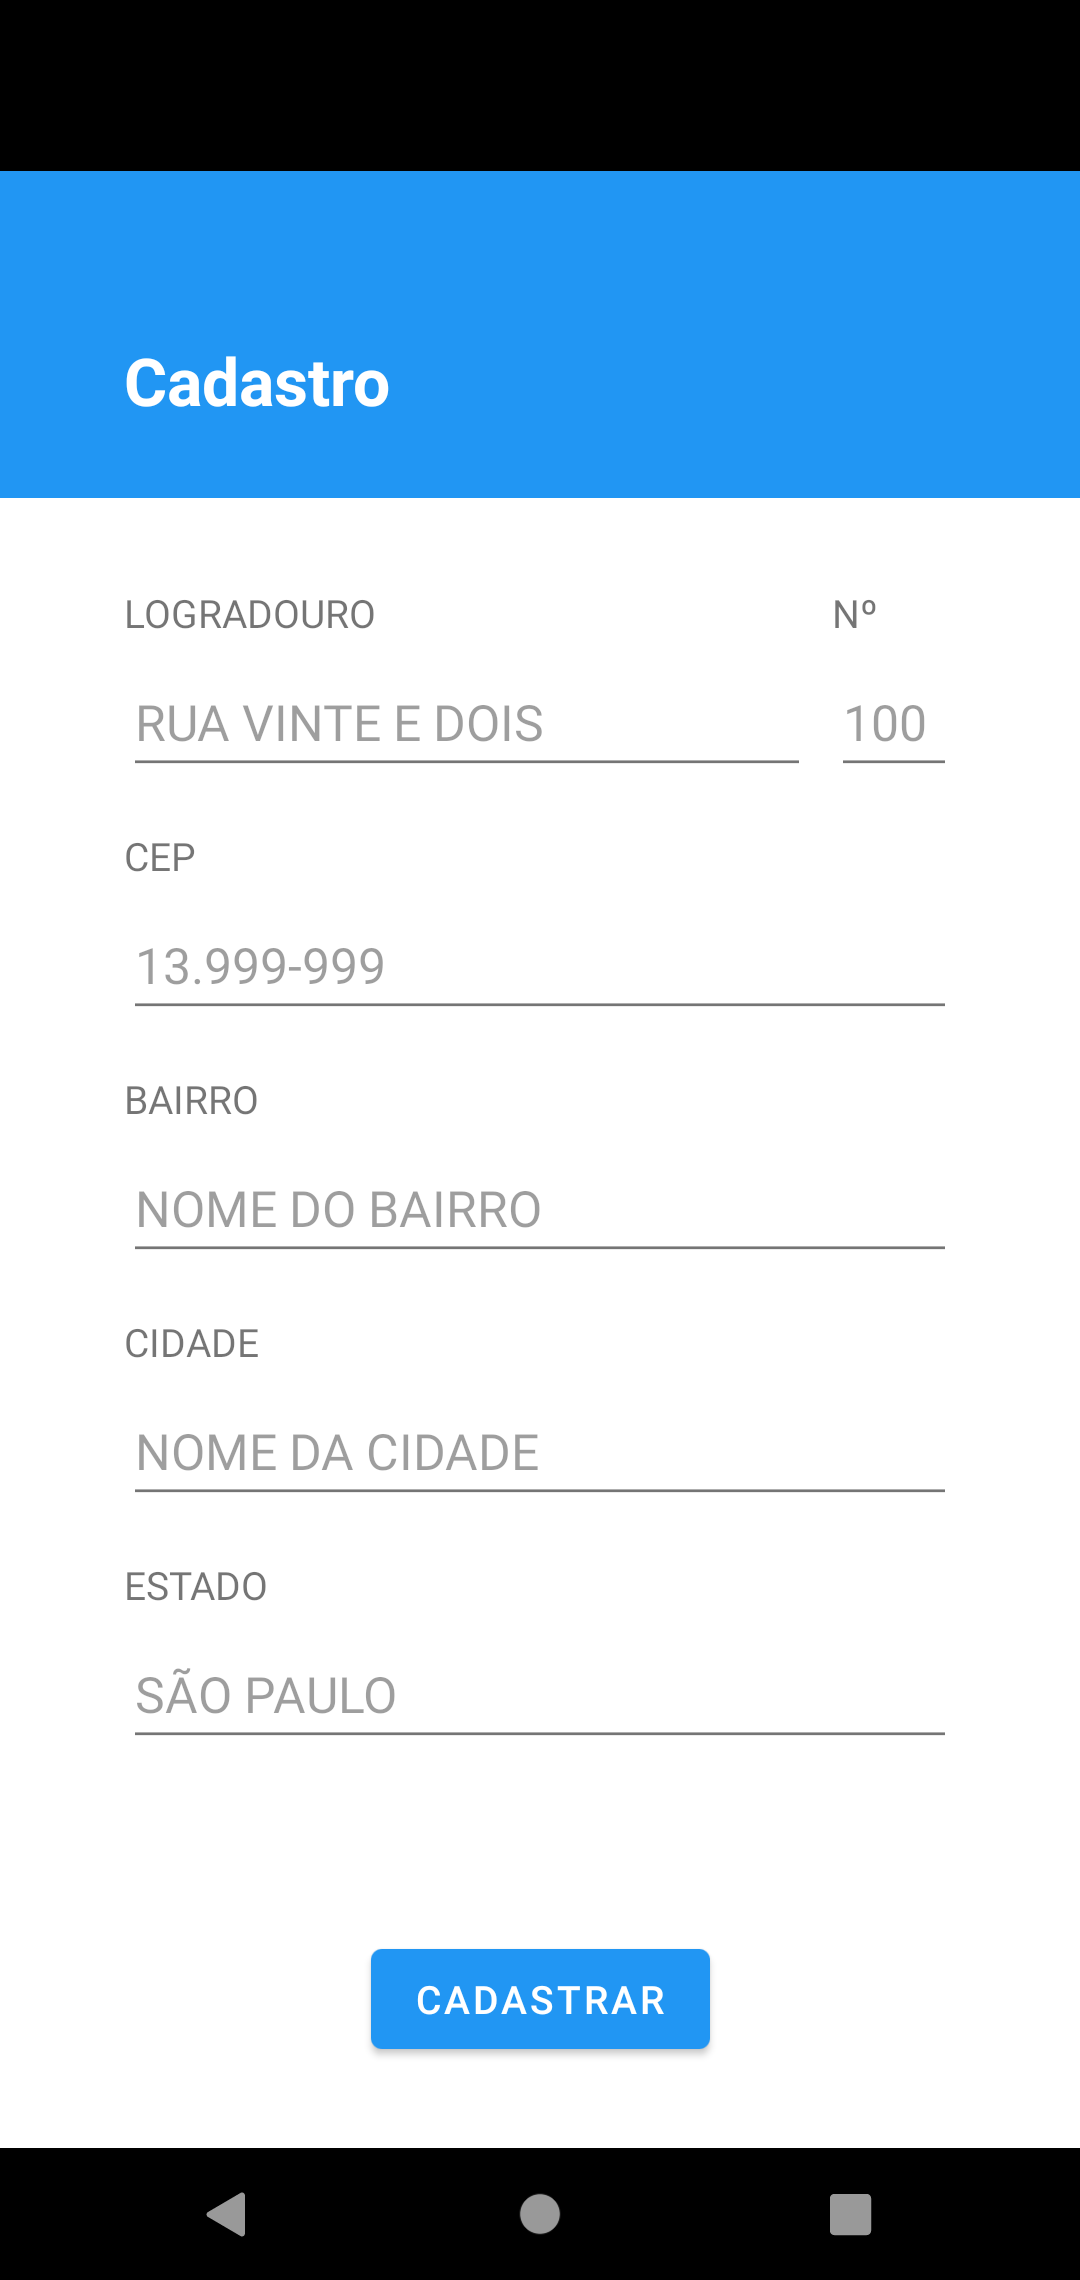 Cadastro
LOGRADOURO Nº
RUA VINTE E DOIS 100
CEP
13.999-999
BAIRRO
NOME DO BAIRRO
CIDADE
NOME DA CIDADE
ESTADO
SÃO PAULO
CADASTRAR